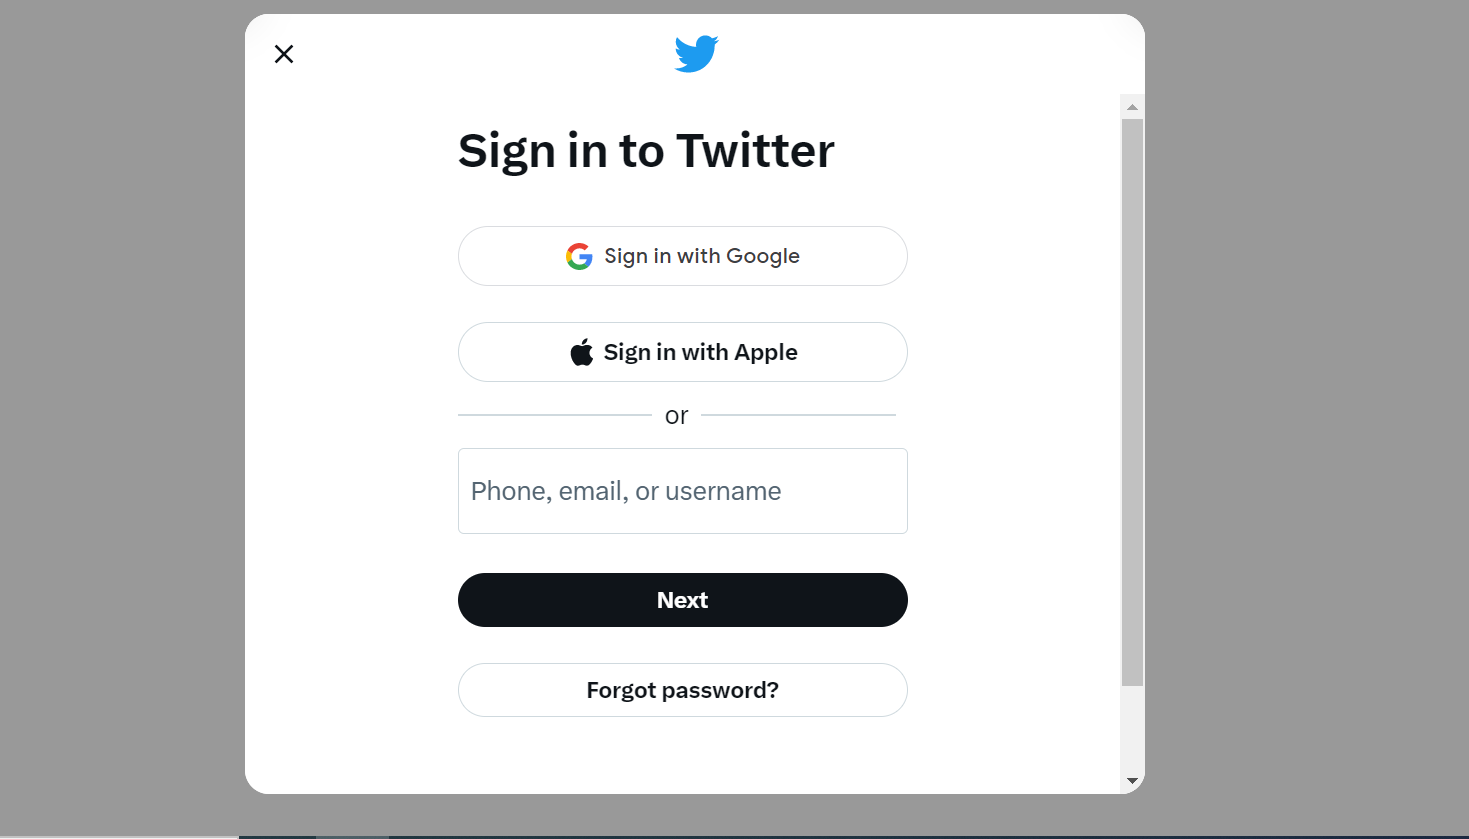 Sign in to Twitter
Sign in with Google
Sign in with Apple
or
Phone, email, or username
Next
Forgot password?